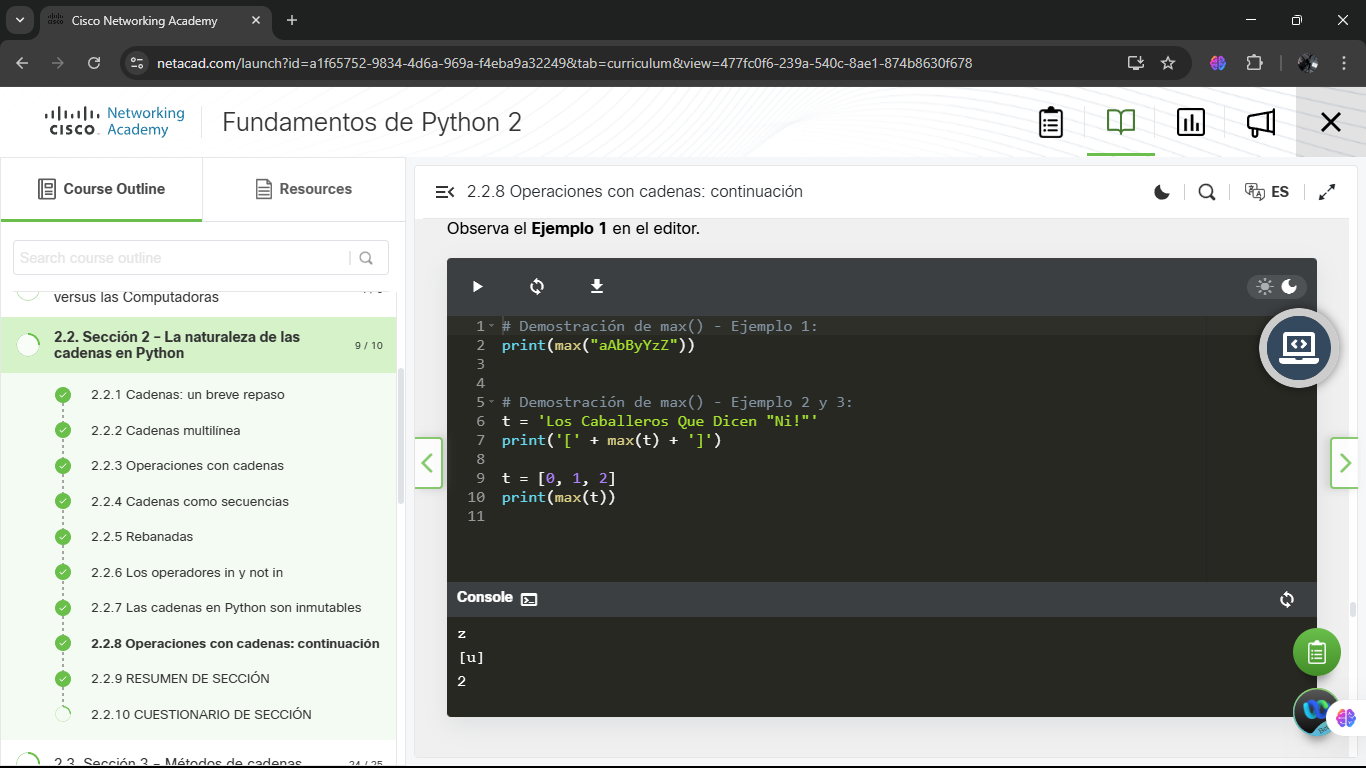 Cisco Networking Academy
netacad.com/launch?id=a1f65752-9834-4d6a-969a-f4eba9a32249&tab=curriculum&view=477fc0f6-239a-540c-8ae1-874b8630f678
CISCO
Networking
Academy
Fundamentos de Python 2
Course Outline
Resources
Search course outline
versus las Computadoras
2.2. Sección 2 – La naturaleza de las
cadenas en Python
9 / 10
2.2.1 Cadenas: un breve repaso
2.2.2 Cadenas multilínea
2.2.3 Operaciones con cadenas
2.2.4 Cadenas como secuencias
2.2.5 Rebanadas
2.2.6 Los operadores in y not in
2.2.7 Las cadenas en Python son inmutables
2.2.8 Operaciones con cadenas: continuación
2.2.9 RESUMEN DE SECCIÓN
2.2.10 CUESTIONARIO DE SECCIÓN
2.3. Sección 3 – Métodos de cadenas
24 / 25
2.2.8 Operaciones con cadenas: continuación
ES
Observa el Ejemplo 1 en el editor.
1 # Demostración de max() - Ejemplo 1:
2 print(max("aAbByYzZ"))
3
4
5 # Demostración de max() - Ejemplo 2 y 3:
6 t = 'Los Caballeros Que Dicen "Ni!"'
7 print('[' + max(t) + ']')
8
9 t = [0, 1, 2]
10 print(max(t))
11
Console
z
[u]
2